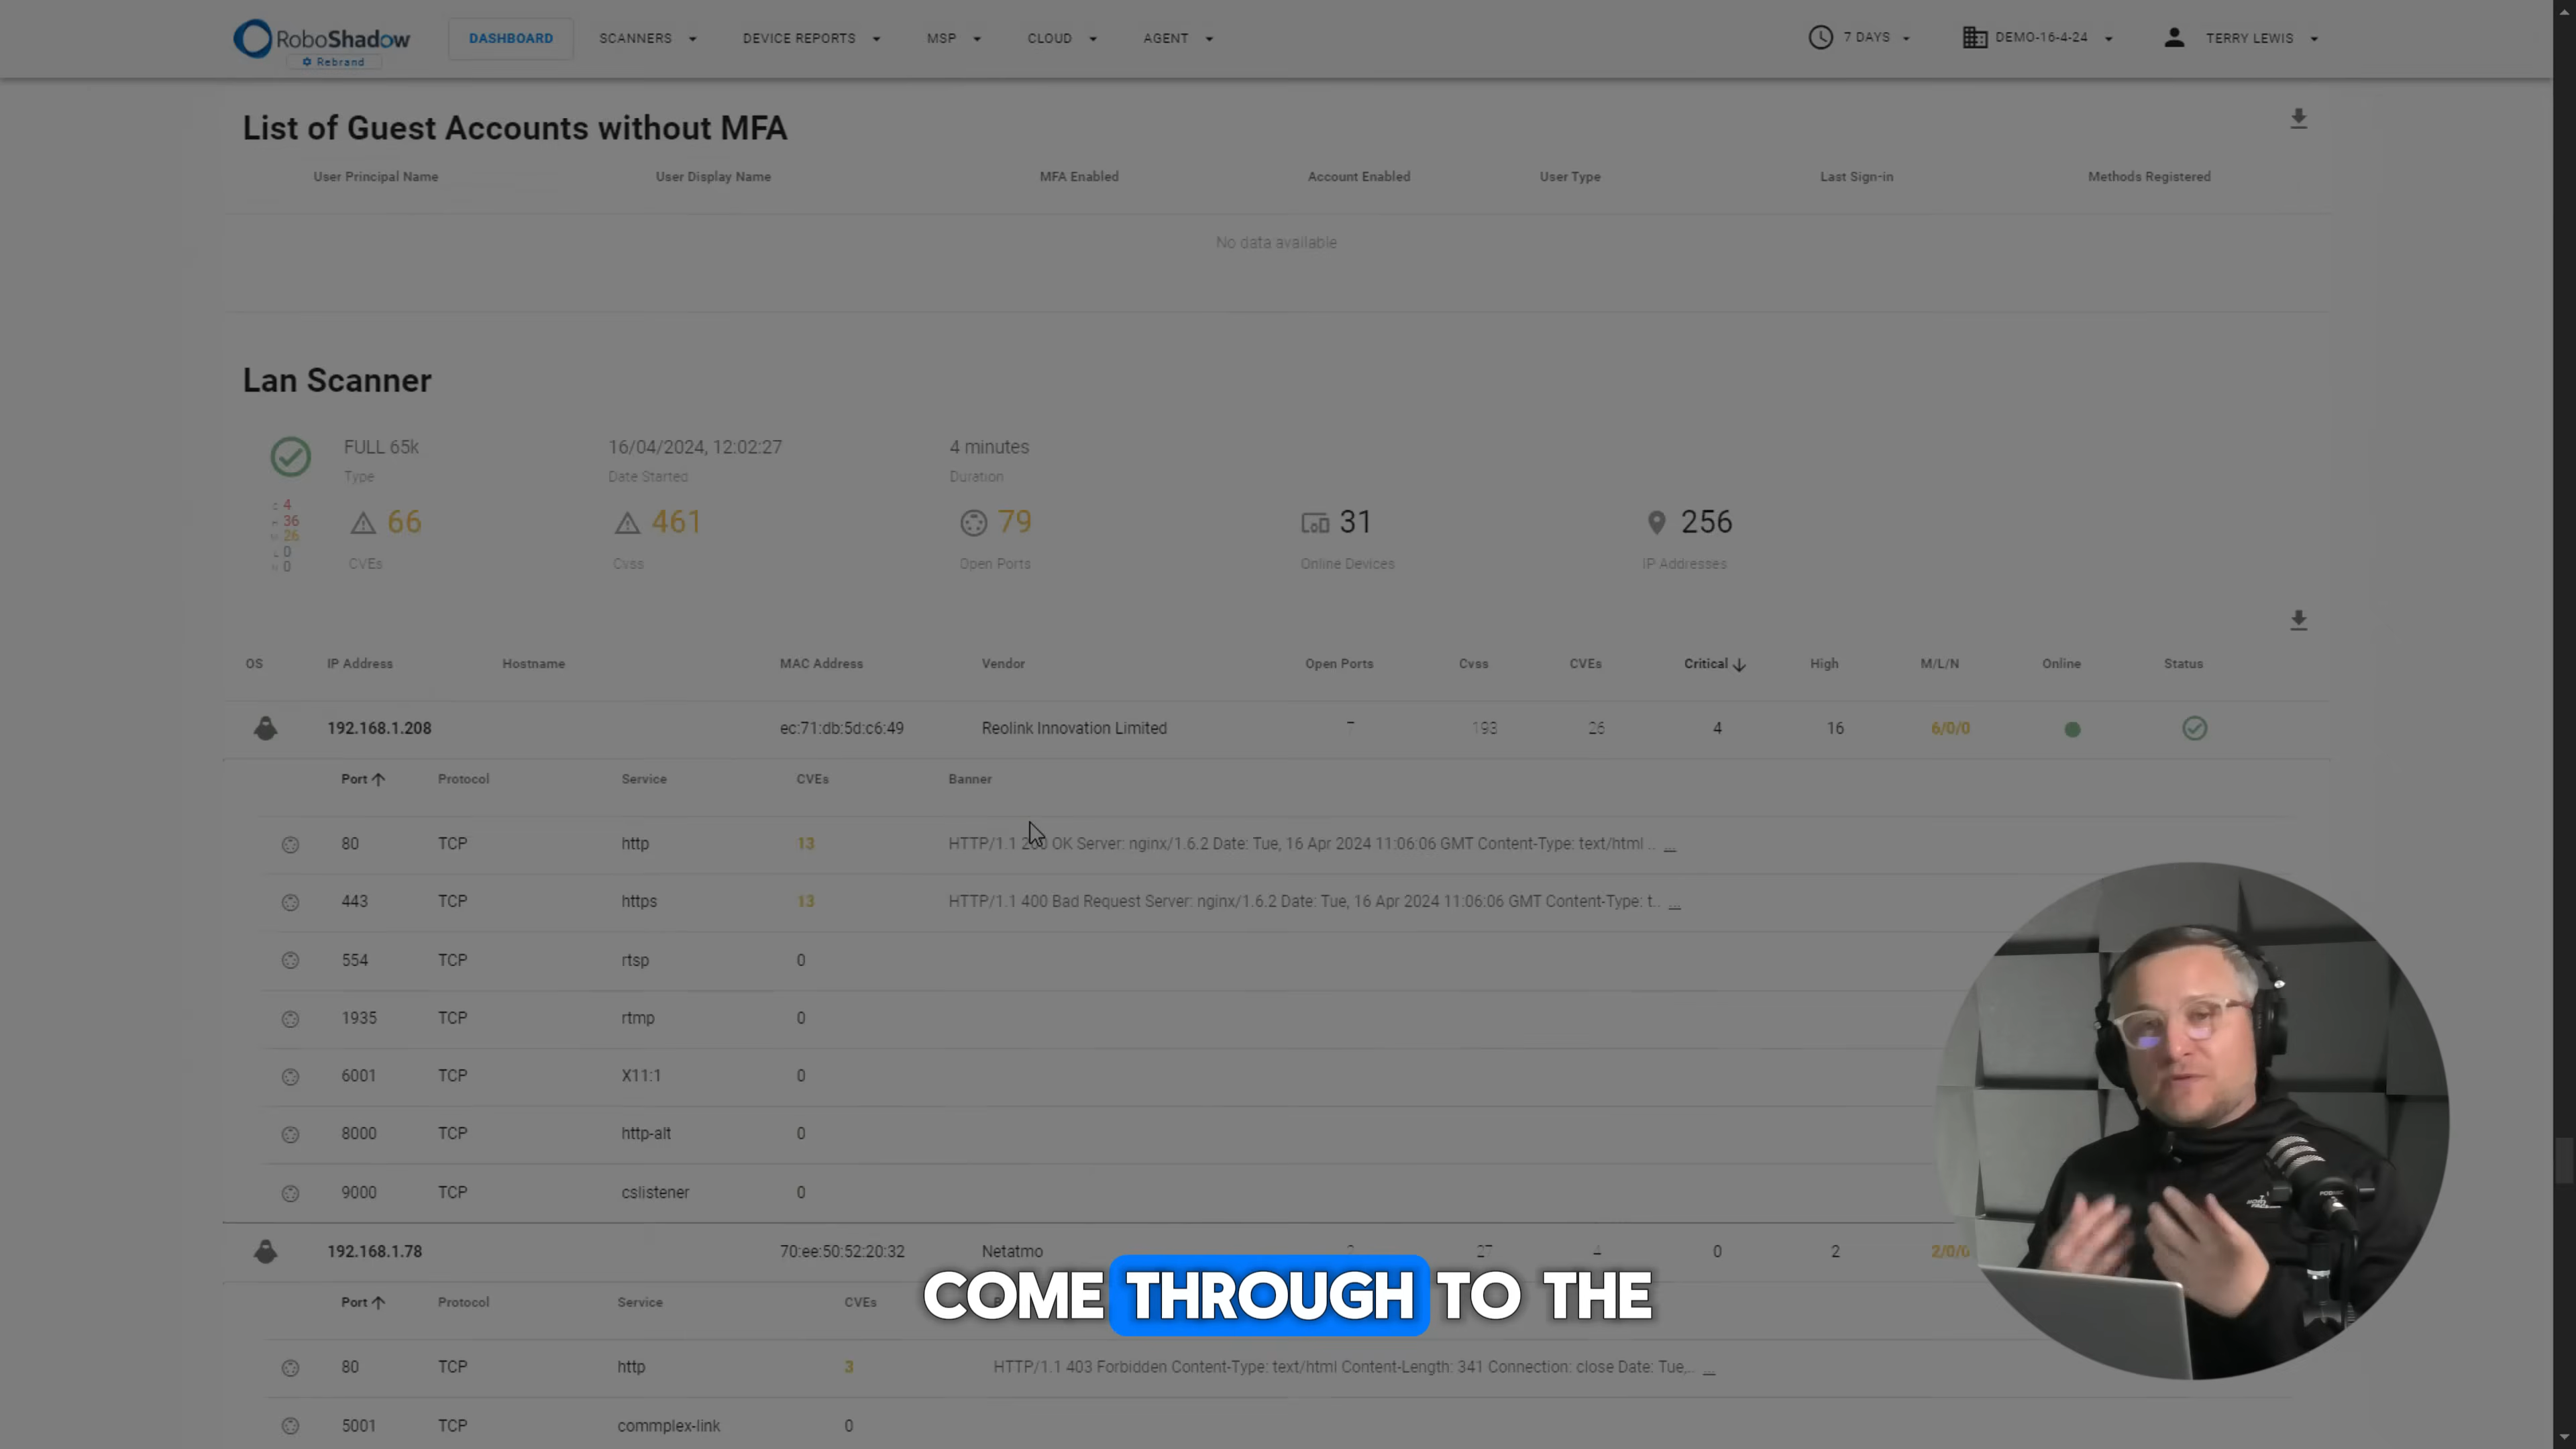 RoboShadow
Rebrand
DASHBOARD
SCANNERS
DEVICE REPORTS
MSP
CLOUD
AGENT
7 DAYS
DEMO-16-4-24
TERRY LEWIS
List of Guest Accounts without MFA
User Principal Name User Display Name MFA Enabled Account Enabled User Type Last Sign-in Methods Registered
No data available
Lan Scanner
FULL 65k 16/04/2024, 12:02:27 4 minutes
Type Date Started Duration
4
36
26
L 0
0
66 461 79 31 256
CVEs Cvss Open Ports Online Devices IP Addresses
OS IP Address Hostname MAC Address Vendor Open Ports Cvss CVEs Critical High M/L/N Online Status
192.168.1.208 ec:71:db:5d:c6:49 Reolink Innovation Limited 7 193 26 4 16 6/0/0
Port Protocol Service CVEs Banner
80 TCP http 13 HTTP/1.1 OK Server: nginx/1.6.2 Date: Tue, 16 Apr 2024 11:06:06 GMT Content-Type: text/html .. ...
443 TCP https 13 HTTP/1.1 400 Bad Request Server: nginx/1.6.2 Date: Tue, 16 Apr 2024 11:06:06 GMT Content-Type: t.. ...
554 TCP rtsp 0
1935 TCP rtmp 0
6001 TCP X11:1 0
8000 TCP http-alt 0
9000 TCP cslistener 0
192.168.1.78 70:ee:50:52:20:32 Netatmo 27 4 0 2 2/0/0
COME THROUGH TO THE
Port Protocol Service CVEs
80 TCP http 3 HTTP/1.1 403 Forbidden Content-Type: text/html Content-Length: 341 Connection: close Date: Tue,.. ...
5001 TCP commplex-link 0